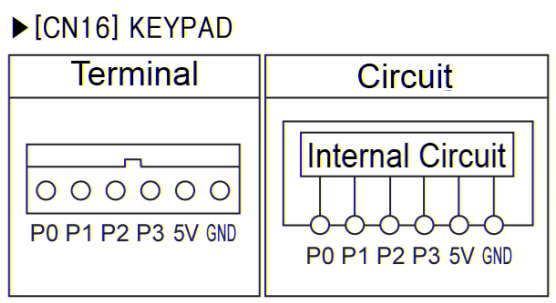 ▶[CN16] KEYPAD
Terminal
Circuit
P0 P1 P2 P3 5V GND
Internal Circuit
P0 P1 P2 P3 5V GND